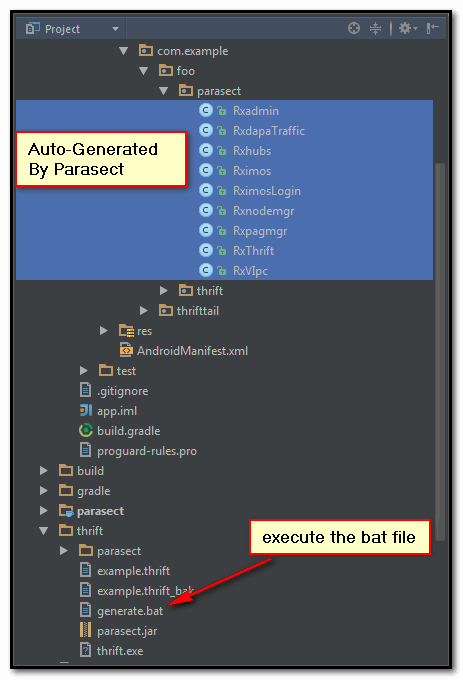 Project
com.example
foo
parasect
Rxadmin
RxdapaTraffic
Rxhubs
Rximos
RximosLogin
Rxnodemgr
Rxpagmgr
RxThrift
RxVIpc
Auto-Generated
By Parasect
thrift
thrifttail
res
AndroidManifest.xml
test
.gitignore
app.iml
build.gradle
proguard-rules.pro
build
gradle
parasect
thrift
execute the bat file
parasect
example.thrift
example.thrift_bak
generate.bat
parasect.jar
thrift.exe